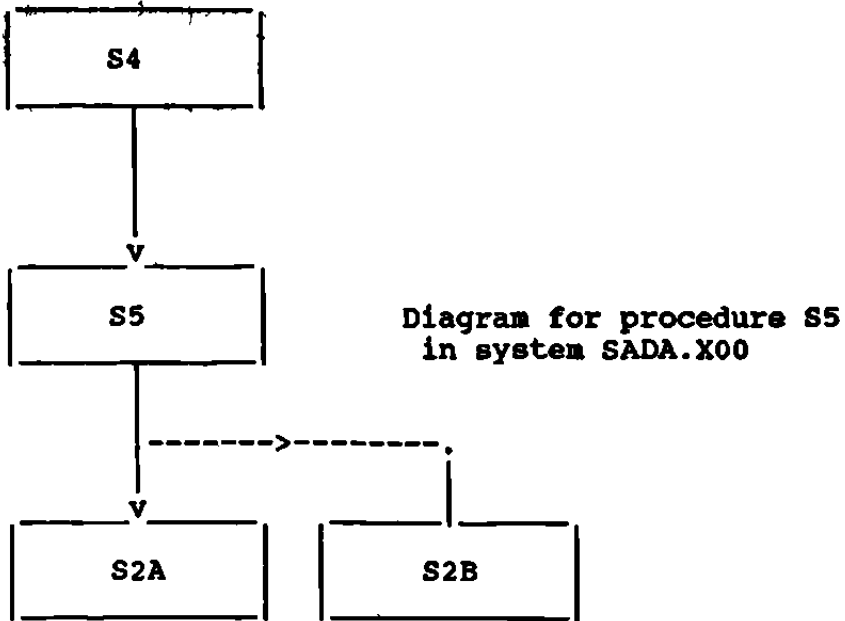 S4
S5
Diagram for procedure S5
in system SADA.X00
S2A
S2B